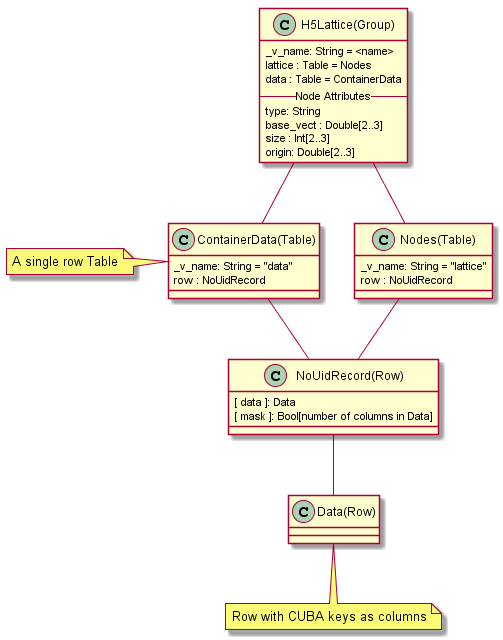 C H5Lattice(Group)
_v_name: String = <name>
lattice : Table = Nodes
data : Table = ContainerData
Node Attributes
type: String
base_vect : Double[2..3]
size : Int[2..3]
origin: Double[2..3]
C ContainerData(Table)
_v_name: String = "data"
row : NoUidRecord
A single row Table
C Nodes(Table)
_v_name: String = "lattice"
row : NoUidRecord
C NoUidRecord(Row)
[ data ]: Data
[ mask ]: Bool[number of columns in Data]
C Data(Row)
Row with CUBA keys as columns